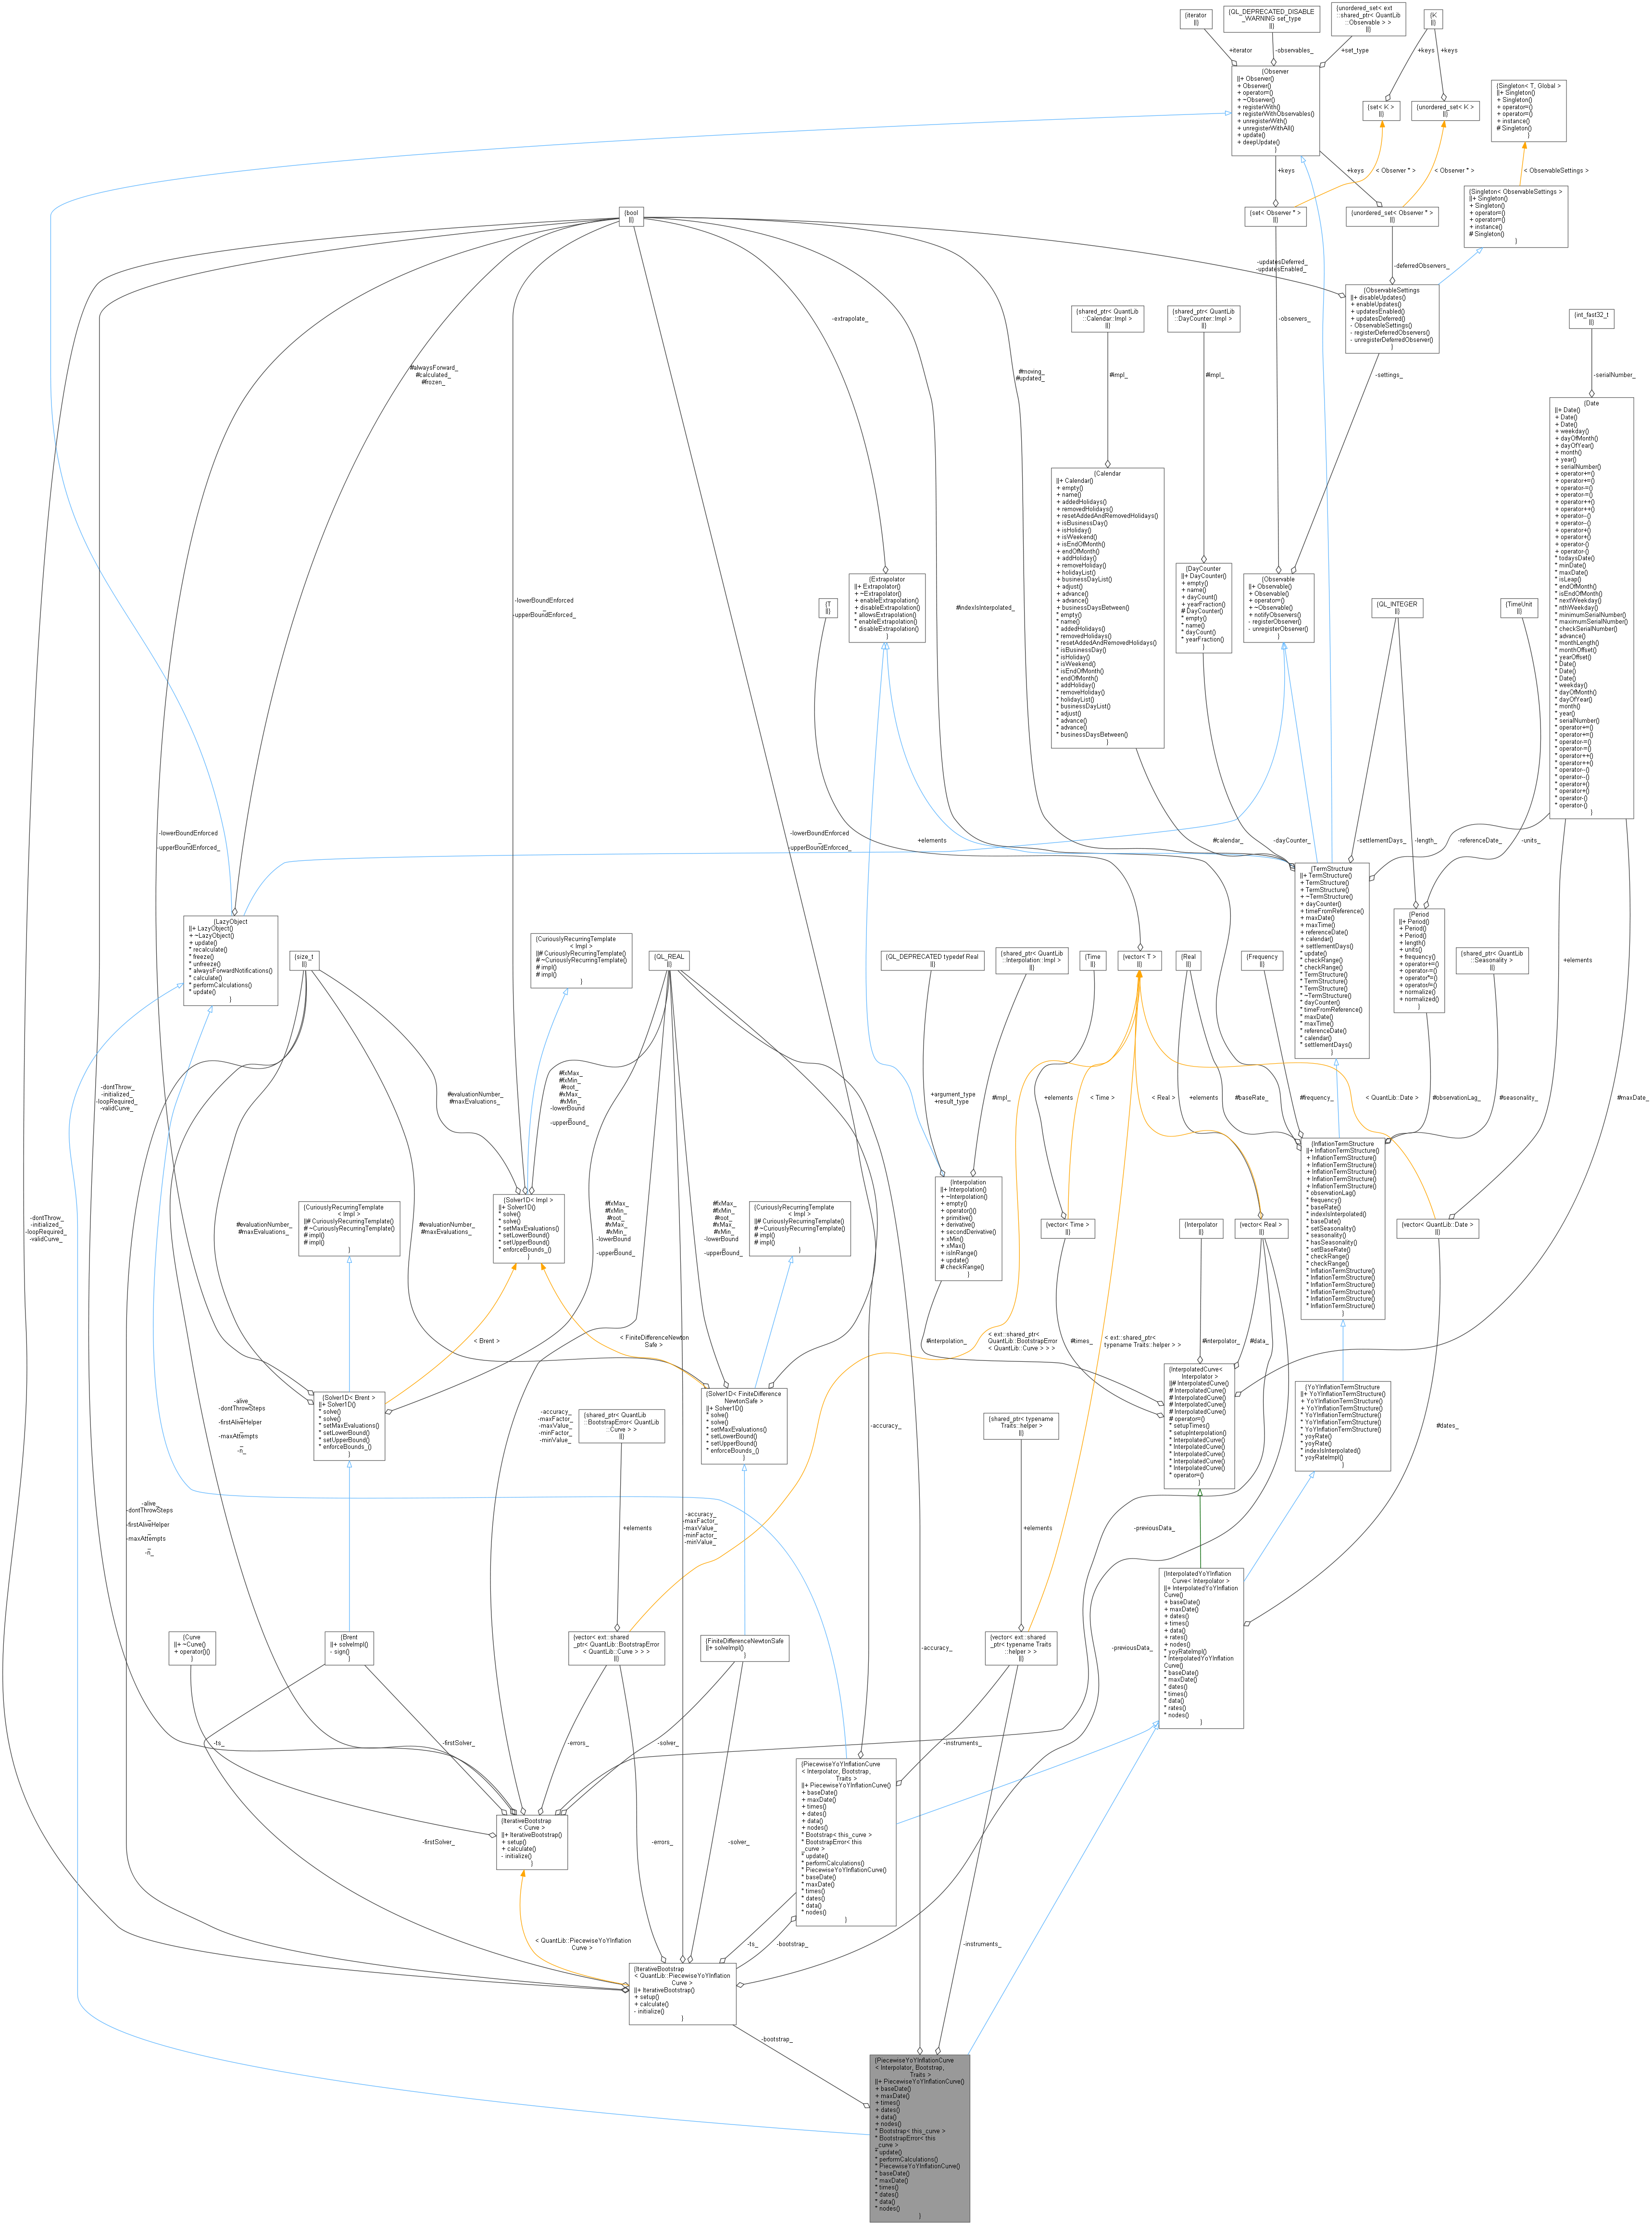 {iterator
||}
{QL_DEPRECATED_DISABLE
_WARNING set_type
||}
{unordered_set< ext
::shared_ptr< QuantLib
::Observable > >
||}
{K
||}
+iterator
-observables_
+set_type
+keys
+keys
{Observer
||+ Observer()
+ Observer()
+ operator=()
+ ~Observer()
+ registerWith()
+ registerWithObservables()
+ unregisterWith()
+ unregisterWithAll()
+ update()
+ deepUpdate()
}
{set< K >
||}
{unordered_set< K >
||}
{Singleton< T, Global >
||+ Singleton()
+ Singleton()
+ operator=()
+ operator=()
+ instance()
# Singleton()
}
+keys
< Observer * >
+keys
< Observer * >
< ObservableSettings >
{bool
||}
{set< Observer * >
||}
{unordered_set< Observer * >
||}
{Singleton< ObservableSettings >
||+ Singleton()
+ Singleton()
+ operator=()
+ operator=()
+ instance()
# Singleton()
}
-updatesDeferred_
-updatesEnabled_
-deferredObservers_
{ObservableSettings
||+ disableUpdates()
+ enableUpdates()
+ updatesEnabled()
+ updatesDeferred()
- ObservableSettings()
- registerDeferredObservers()
- unregisterDeferredObserver()
}
-extrapolate_
{shared_ptr< QuantLib
::Calendar::Impl >
||}
{shared_ptr< QuantLib
::DayCounter::Impl >
||}
-observers_
{int_fast32_t
||}
#alwaysForward_
#calculated_
#frozen_
#moving_
#updated_
#impl_
#impl_
-settings_
-serialNumber_
{Calendar
||+ Calendar()
+ empty()
+ name()
+ addedHolidays()
+ removedHolidays()
+ resetAddedAndRemovedHolidays()
+ isBusinessDay()
+ isHoliday()
+ isWeekend()
+ isEndOfMonth()
+ endOfMonth()
+ addHoliday()
+ removeHoliday()
+ holidayList()
+ businessDayList()
+ adjust()
+ advance()
+ advance()
+ businessDaysBetween()
* empty()
* name()
* addedHolidays()
* removedHolidays()
* resetAddedAndRemovedHolidays()
* isBusinessDay()
* isHoliday()
* isWeekend()
* isEndOfMonth()
* endOfMonth()
* addHoliday()
* removeHoliday()
* holidayList()
* businessDayList()
* adjust()
* advance()
* advance()
* businessDaysBetween()
}
{Date
||+ Date()
+ Date()
+ Date()
+ weekday()
+ dayOfMonth()
+ dayOfYear()
+ month()
+ year()
+ serialNumber()
+ operator+=()
+ operator+=()
+ operator-=()
+ operator-=()
+ operator++()
+ operator++()
+ operator--()
+ operator--()
+ operator+()
+ operator+()
+ operator-()
+ operator-()
* todaysDate()
* minDate()
* maxDate()
* isLeap()
* endOfMonth()
* isEndOfMonth()
* nextWeekday()
* nthWeekday()
* minimumSerialNumber()
* maximumSerialNumber()
* checkSerialNumber()
* advance()
* monthLength()
* monthOffset()
* yearOffset()
* Date()
* Date()
* Date()
* weekday()
* dayOfMonth()
* dayOfYear()
* month()
* year()
* serialNumber()
* operator+=()
* operator+=()
* operator-=()
* operator-=()
* operator++()
* operator++()
* operator--()
* operator--()
* operator+()
* operator+()
* operator-()
* operator-()
}
{DayCounter
||+ DayCounter()
+ empty()
+ name()
+ dayCount()
+ yearFraction()
# DayCounter()
* empty()
* name()
* dayCount()
* yearFraction()
}
{Extrapolator
||+ Extrapolator()
+ ~Extrapolator()
+ enableExtrapolation()
+ disableExtrapolation()
* allowsExtrapolation()
* enableExtrapolation()
* disableExtrapolation()
}
{Observable
||+ Observable()
+ Observable()
+ operator=()
+ ~Observable()
+ notifyObservers()
- registerObserver()
- unregisterObserver()
}
{T
||}
{QL_INTEGER
||}
{TimeUnit
||}
-lowerBoundEnforced
_
-upperBoundEnforced_
#indexIsInterpolated_
-lowerBoundEnforced
_
-upperBoundEnforced_
-lowerBoundEnforced
_
-upperBoundEnforced_
+elements
#calendar_
-dayCounter_
-settlementDays_
-length_
-referenceDate_
-units_
{TermStructure
||+ TermStructure()
+ TermStructure()
+ TermStructure()
+ ~TermStructure()
+ dayCounter()
+ timeFromReference()
+ maxDate()
+ maxTime()
+ referenceDate()
+ calendar()
+ settlementDays()
* update()
* checkRange()
* checkRange()
* TermStructure()
* TermStructure()
* TermStructure()
* ~TermStructure()
* dayCounter()
* timeFromReference()
* maxDate()
* maxTime()
* referenceDate()
* calendar()
* settlementDays()
}
{Period
||+ Period()
+ Period()
+ Period()
+ length()
+ units()
+ frequency()
+ operator+=()
+ operator-=()
+ operator*=()
+ operator/=()
+ normalize()
+ normalized()
}
{LazyObject
||+ LazyObject()
+ ~LazyObject()
+ update()
* recalculate()
* freeze()
* unfreeze()
* alwaysForwardNotifications()
* calculate()
* performCalculations()
* update()
}
{size_t
||}
{CuriouslyRecurringTemplate
< Impl >
||# CuriouslyRecurringTemplate()
# ~CuriouslyRecurringTemplate()
# impl()
# impl()
}
{QL_REAL
||}
{QL_DEPRECATED typedef Real
||}
{shared_ptr< QuantLib
::Interpolation::Impl >
||}
{Time
||}
{vector< T >
||}
{Real
||}
{Frequency
||}
{shared_ptr< QuantLib
::Seasonality >
||}
+elements
-dontThrow_
-initialized_
-loopRequired_
-validCurve_
#evaluationNumber_
#maxEvaluations_
#fxMax_
#fxMin_
#root_
#xMax_
#xMin_
-lowerBound
_
-upperBound_
+argument_type
+result_type
#impl_
+elements
< Time >
< Real >
+elements
#baseRate_
#frequency_
< QuantLib::Date >
#observationLag_
#seasonality_
#maxDate_
{InflationTermStructure
||+ InflationTermStructure()
+ InflationTermStructure()
+ InflationTermStructure()
+ InflationTermStructure()
+ InflationTermStructure()
+ InflationTermStructure()
* observationLag()
* frequency()
* baseRate()
* indexIsInterpolated()
* baseDate()
* setSeasonality()
* seasonality()
* hasSeasonality()
* setBaseRate()
* checkRange()
* checkRange()
* InflationTermStructure()
* InflationTermStructure()
* InflationTermStructure()
* InflationTermStructure()
* InflationTermStructure()
* InflationTermStructure()
}
{Interpolation
||+ Interpolation()
+ ~Interpolation()
+ empty()
+ operator()()
+ primitive()
+ derivative()
+ secondDerivative()
+ xMin()
+ xMax()
+ isInRange()
+ update()
# checkRange()
}
{Solver1D< Impl >
||+ Solver1D()
* solve()
* solve()
* setMaxEvaluations()
* setLowerBound()
* setUpperBound()
* enforceBounds_()
}
-dontThrow_
-initialized_
-loopRequired_
-validCurve_
#evaluationNumber_
#maxEvaluations_
{CuriouslyRecurringTemplate
< Impl >
||# CuriouslyRecurringTemplate()
# ~CuriouslyRecurringTemplate()
# impl()
# impl()
}
#evaluationNumber_
#maxEvaluations_
#fxMax_
#fxMin_
#root_
#xMax_
#xMin_
-lowerBound
_
-upperBound_
#fxMax_
#fxMin_
#root_
#xMax_
#xMin_
-lowerBound
_
-upperBound_
{CuriouslyRecurringTemplate
< Impl >
||# CuriouslyRecurringTemplate()
# ~CuriouslyRecurringTemplate()
# impl()
# impl()
}
{vector< Time >
||}
{Interpolator
||}
{vector< Real >
||}
{vector< QuantLib::Date >
||}
< Brent >
< FiniteDifferenceNewton
Safe >
#interpolation_
< ext::shared_ptr<
QuantLib::BootstrapError
< QuantLib::Curve > > >
#times_
< ext::shared_ptr<
typename Traits::helper > >
#interpolator_
#data_
{InterpolatedCurve<
Interpolator >
||# InterpolatedCurve()
# InterpolatedCurve()
# InterpolatedCurve()
# InterpolatedCurve()
# InterpolatedCurve()
# operator=()
* setupTimes()
* setupInterpolation()
* InterpolatedCurve()
* InterpolatedCurve()
* InterpolatedCurve()
* InterpolatedCurve()
* InterpolatedCurve()
* operator=()
}
{YoYInflationTermStructure
||+ YoYInflationTermStructure()
+ YoYInflationTermStructure()
+ YoYInflationTermStructure()
* YoYInflationTermStructure()
* YoYInflationTermStructure()
* YoYInflationTermStructure()
* yoyRate()
* yoyRate()
* indexIsInterpolated()
* yoyRateImpl()
}
{Solver1D< Brent >
||+ Solver1D()
* solve()
* solve()
* setMaxEvaluations()
* setLowerBound()
* setUpperBound()
* enforceBounds_()
}
{Solver1D< FiniteDifference
NewtonSafe >
||+ Solver1D()
* solve()
* solve()
* setMaxEvaluations()
* setLowerBound()
* setUpperBound()
* enforceBounds_()
}
-alive_
-dontThrowSteps
_
-firstAliveHelper
_
-maxAttempts
_
-n_
-accuracy_
-maxFactor_
-maxValue_
-minFactor_
-minValue_
{shared_ptr< QuantLib
::BootstrapError< QuantLib
::Curve > >
||}
-accuracy_
{shared_ptr< typename
Traits::helper >
||}
#dates_
-alive_
-dontThrowSteps
_
-firstAliveHelper
_
-maxAttempts
_
-n_
+elements
-accuracy_
-maxFactor_
-maxValue_
-minFactor_
-minValue_
+elements
-previousData_
{InterpolatedYoYInflation
Curve< Interpolator >
||+ InterpolatedYoYInflation
Curve()
+ baseDate()
+ maxDate()
+ dates()
+ times()
+ data()
+ rates()
+ nodes()
* yoyRateImpl()
* InterpolatedYoYInflation
Curve()
* baseDate()
* maxDate()
* dates()
* times()
* data()
* rates()
* nodes()
}
{Curve
||+ ~Curve()
+ operator()()
}
{Brent
||+ solveImpl()
- sign()
}
{vector< ext::shared
_ptr< QuantLib::BootstrapError
< QuantLib::Curve > > >
||}
{FiniteDifferenceNewtonSafe
||+ solveImpl()
}
{vector< ext::shared
_ptr< typename Traits
::helper > >
||}
-accuracy_
-previousData_
-ts_
-firstSolver_
-errors_
-solver_
-instruments_
{PiecewiseYoYInflationCurve
< Interpolator, Bootstrap,
Traits >
||+ PiecewiseYoYInflationCurve()
+ baseDate()
+ maxDate()
+ times()
+ dates()
+ data()
+ nodes()
* Bootstrap< this_curve >
* BootstrapError< this
_curve >
* update()
* performCalculations()
* PiecewiseYoYInflationCurve()
* baseDate()
* maxDate()
* times()
* dates()
* data()
* nodes()
}
{IterativeBootstrap
< Curve >
||+ IterativeBootstrap()
+ setup()
+ calculate()
- initialize()
}
-firstSolver_
-errors_
-solver_
< QuantLib::PiecewiseYoYInflation
Curve >
-ts_
-bootstrap_
-instruments_
{IterativeBootstrap
< QuantLib::PiecewiseYoYInflation
Curve >
||+ IterativeBootstrap()
+ setup()
+ calculate()
- initialize()
}
-bootstrap_
{PiecewiseYoYInflationCurve
< Interpolator, Bootstrap,
Traits >
||+ PiecewiseYoYInflationCurve()
+ baseDate()
+ maxDate()
+ times()
+ dates()
+ data()
+ nodes()
* Bootstrap< this_curve >
* BootstrapError< this
_curve >
* update()
* performCalculations()
* PiecewiseYoYInflationCurve()
* baseDate()
* maxDate()
* times()
* dates()
* data()
* nodes()
}